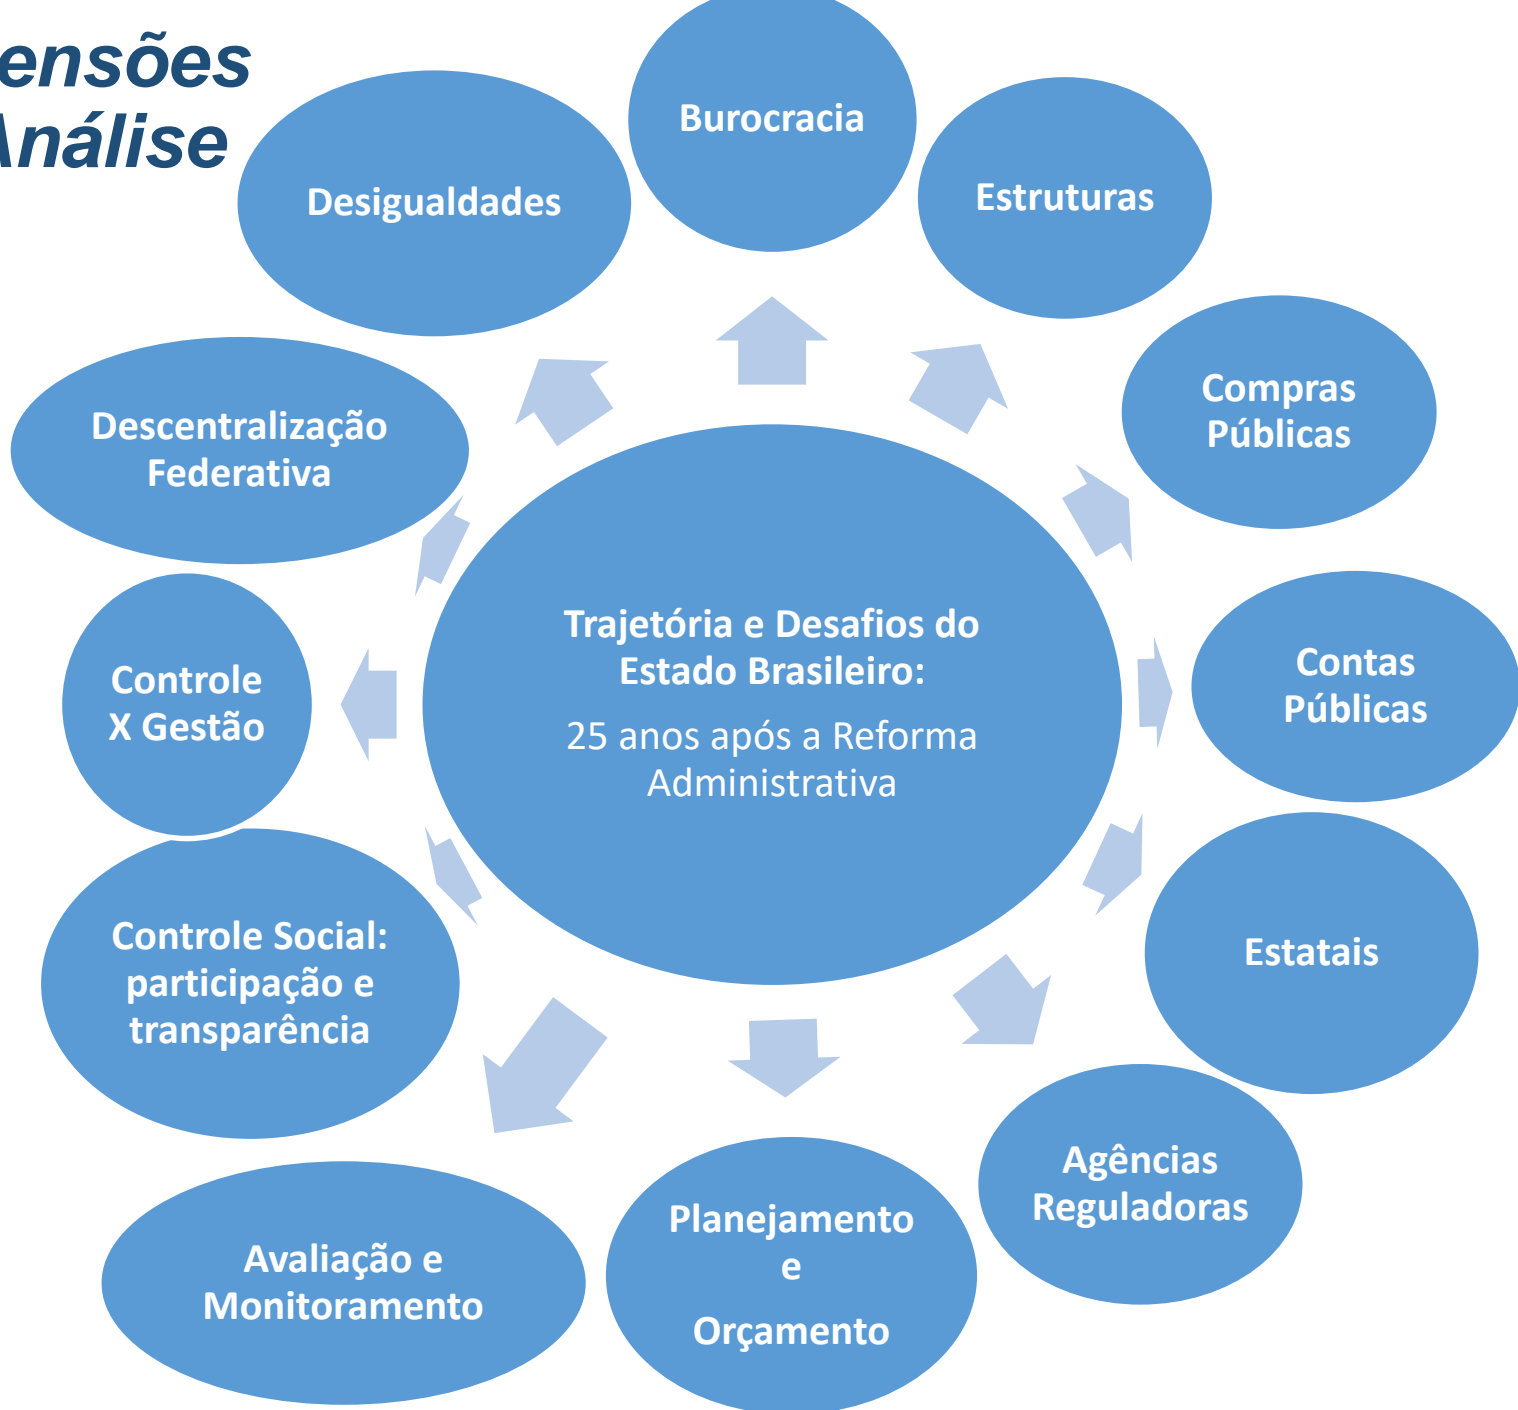 ensões
Análise
Burocracia
Estruturas
Compras
Públicas
Contas
Públicas
Estatais
Agências
Reguladoras
Planejamento
e
Orçamento
Avaliação e
Monitoramento
Controle Social:
participação e
transparência
Controle
X Gestão
Descentralização
Federativa
Desigualdades
Trajetória e Desafios do
Estado Brasileiro:
25 anos após a Reforma
Administrativa